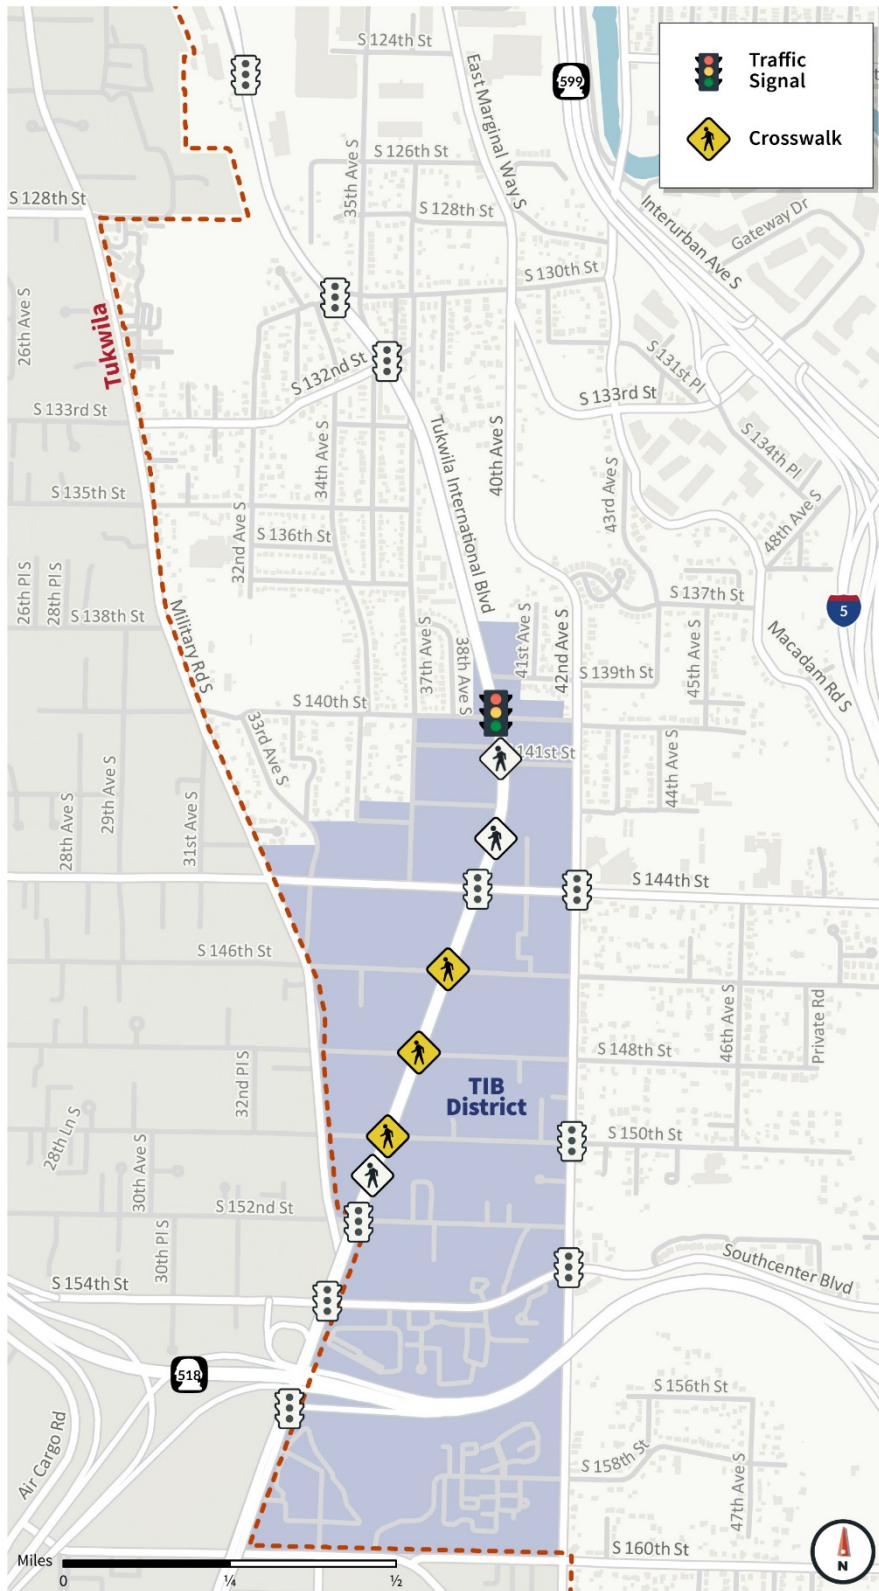 S 124th St
East Marginal Way S
599
Traffic
Signal
Crosswalk
35th Ave S
S 126th St
S 128th St
S 128th St
Interurban Ave S
Gateway Dr
S 130th St
26th Ave S
Tukwila
S 132nd St
S 131st Pl
S 133rd St
S 133rd St
Tukwila International Blvd
40th Ave S
34th Ave S
S 134th Pl
43rd Ave S
S 135th St
32nd Ave S
S 136th St
48th Ave S
26th Pl S
28th Pl S
S 137th St
5
S 138th St
Military Rd S
37th Ave S
38th Ave S
41st Ave S
42nd Ave S
45th Ave S
Macadam Rd S
S 139th St
S 140th St
33rd Ave S
141st St
44th Ave S
28th Ave S
29th Ave S
31st Ave S
S 144th St
S 146th St
46th Ave S
Private Rd
S 148th St
32nd Pl S
TIB
District
28th Ln S
30th Ave S
S 150th St
S 152nd St
30th Pl S
Southcenter Blvd
S 154th St
518
Air Cargo Rd
S 156th St
S 158th St
47th Ave S
S 160th St
N
Miles
0
¼
½